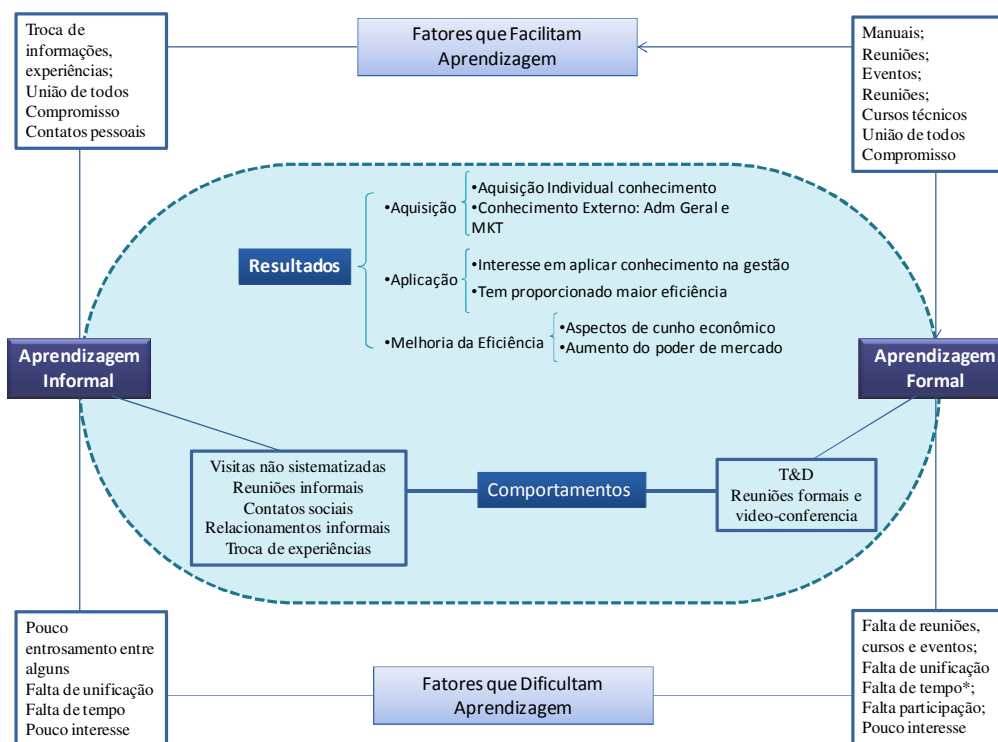 Troca de
informações,
experiências;
União de todos
Compromisso
Contatos pessoais
Fatores que Facilitam
Aprendizagem
Manuais;
Reuniões;
Eventos;
Reuniões;
Cursos técnicos
União de todos
Compromisso
Resultados
•Aquisição
•Aquisição Individual conhecimento
•Conhecimento Externo: Adm Geral e
MKT
•Aplicação
•Interesse em aplicar conhecimento na gestão
•Tem proporcionado maior eficiência
•Melhoria da Eficiência
•Aspectos de cunho econômico
•Aumento do poder de mercado
Aprendizagem
Informal
Aprendizagem
Formal
Visitas não sistematizadas
Reuniões informais
Contatos sociais
Relacionamentos informais
Troca de experiências
Comportamentos
T&D
Reuniões formais e
video-conferencia
Pouco
entrosamento entre
alguns
Falta de unificação
Falta de tempo
Pouco interesse
Fatores que Dificultam
Aprendizagem
Falta de reuniões,
cursos e eventos;
Falta de unificação
Falta de tempo*;
Falta participação;
Pouco interesse